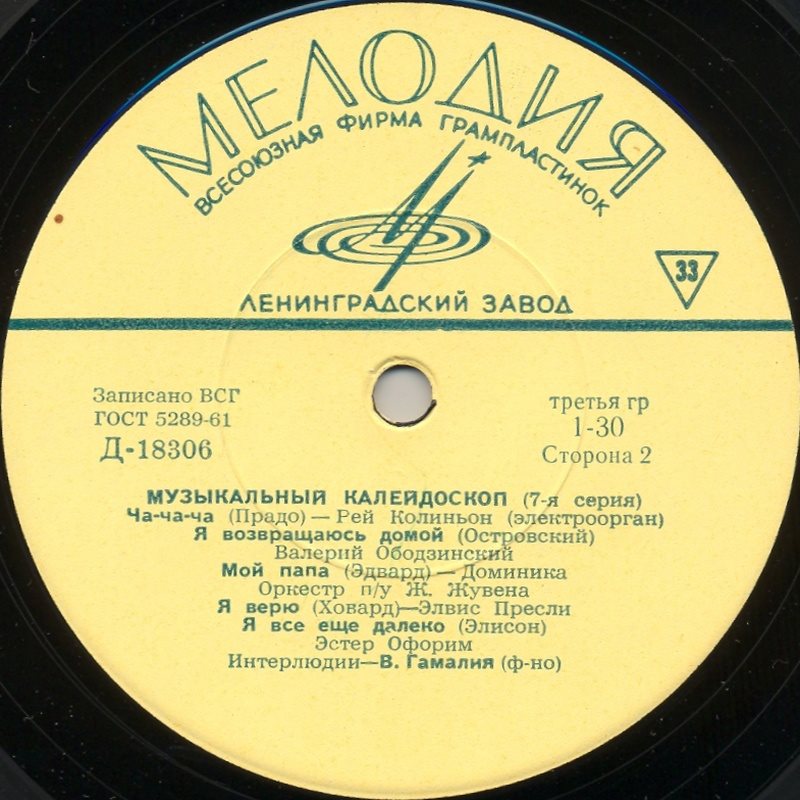 МЕЛОДИЯ
ВСЕСОЮЗНАЯ ФИРМА ГРАМПЛАСТИНОК
33
ЛЕНИНГРАДСКИЙ ЗАВОД
Записано ВСГ
ГОСТ 5289-61
Д-18306
третья гр
1-30
Сторона 2
МУЗЫКАЛЬНЫЙ КАЛЕЙДОСКОП (7-я серия)
Ча-ча-ча (Прадо) — Рей Колиньон (электроорган)
Я возвращаюсь домой (Островский)
Валерий Ободзинский
Мой папа (Эдвард) — Доминика
Оркестр п/у Ж. Жувена
Я верю (Ховард)—Элвис Пресли
Я все еще далеко (Элисон)
Эстер Офорим
Интерлюдии—В. Гамалия (ф-но)